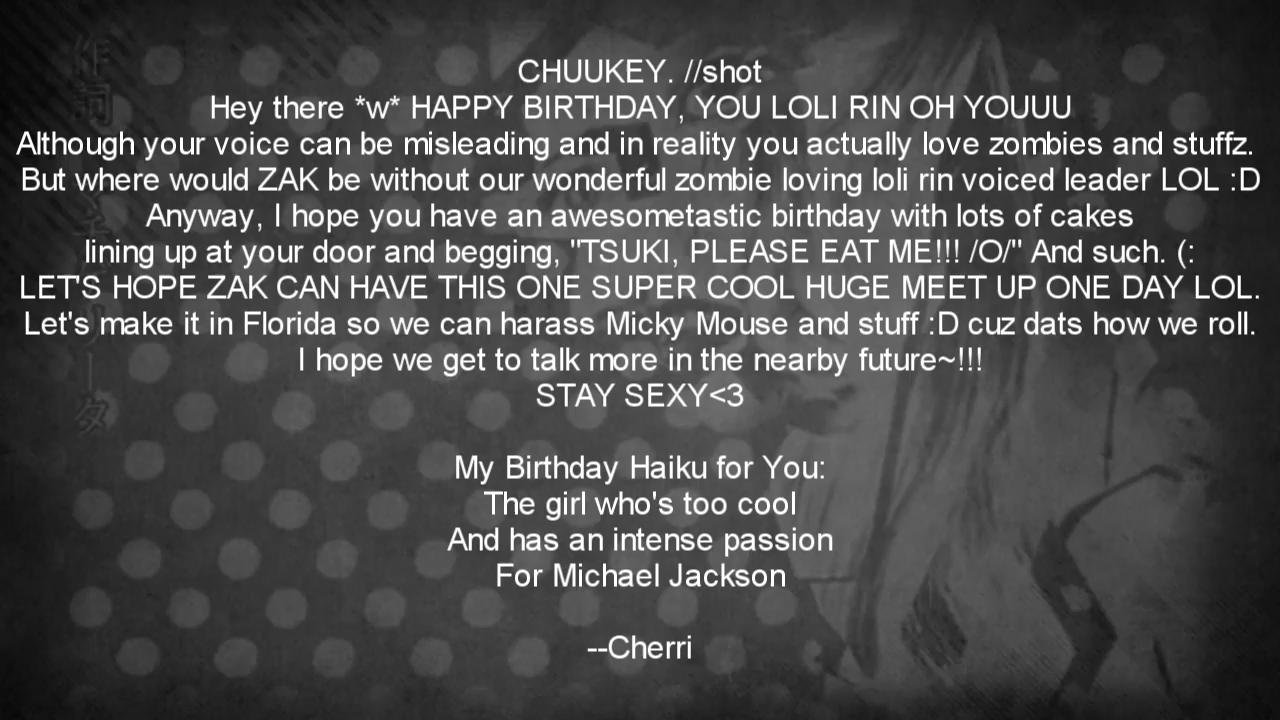 作詞
CHUUKEY. //shot
Hey there *w* HAPPY BIRTHDAY, YOU LOLI RIN OH YOUUU
Although your voice can be misleading and in reality you actually love zombies and stuffz.
But where would ZAK be without our wonderful zombie loving loli rin voiced leader LOL :D
Anyway, I hope you have an awesometastic birthday with lots of cakes
lining up at your door and begging, "TSUKI, PLEASE EAT ME!!! /O/" And such. (:
LET'S HOPE ZAK CAN HAVE THIS ONE SUPER COOL HUGE MEET UP ONE DAY LOL.
Let's make it in Florida so we can harass Micky Mouse and stuff :D cuz dats how we roll.
I hope we get to talk more in the nearby future~!!!
STAY SEXY<3
My Birthday Haiku for You:
The girl who's too cool
And has an intense passion
For Michael Jackson
--Cherri